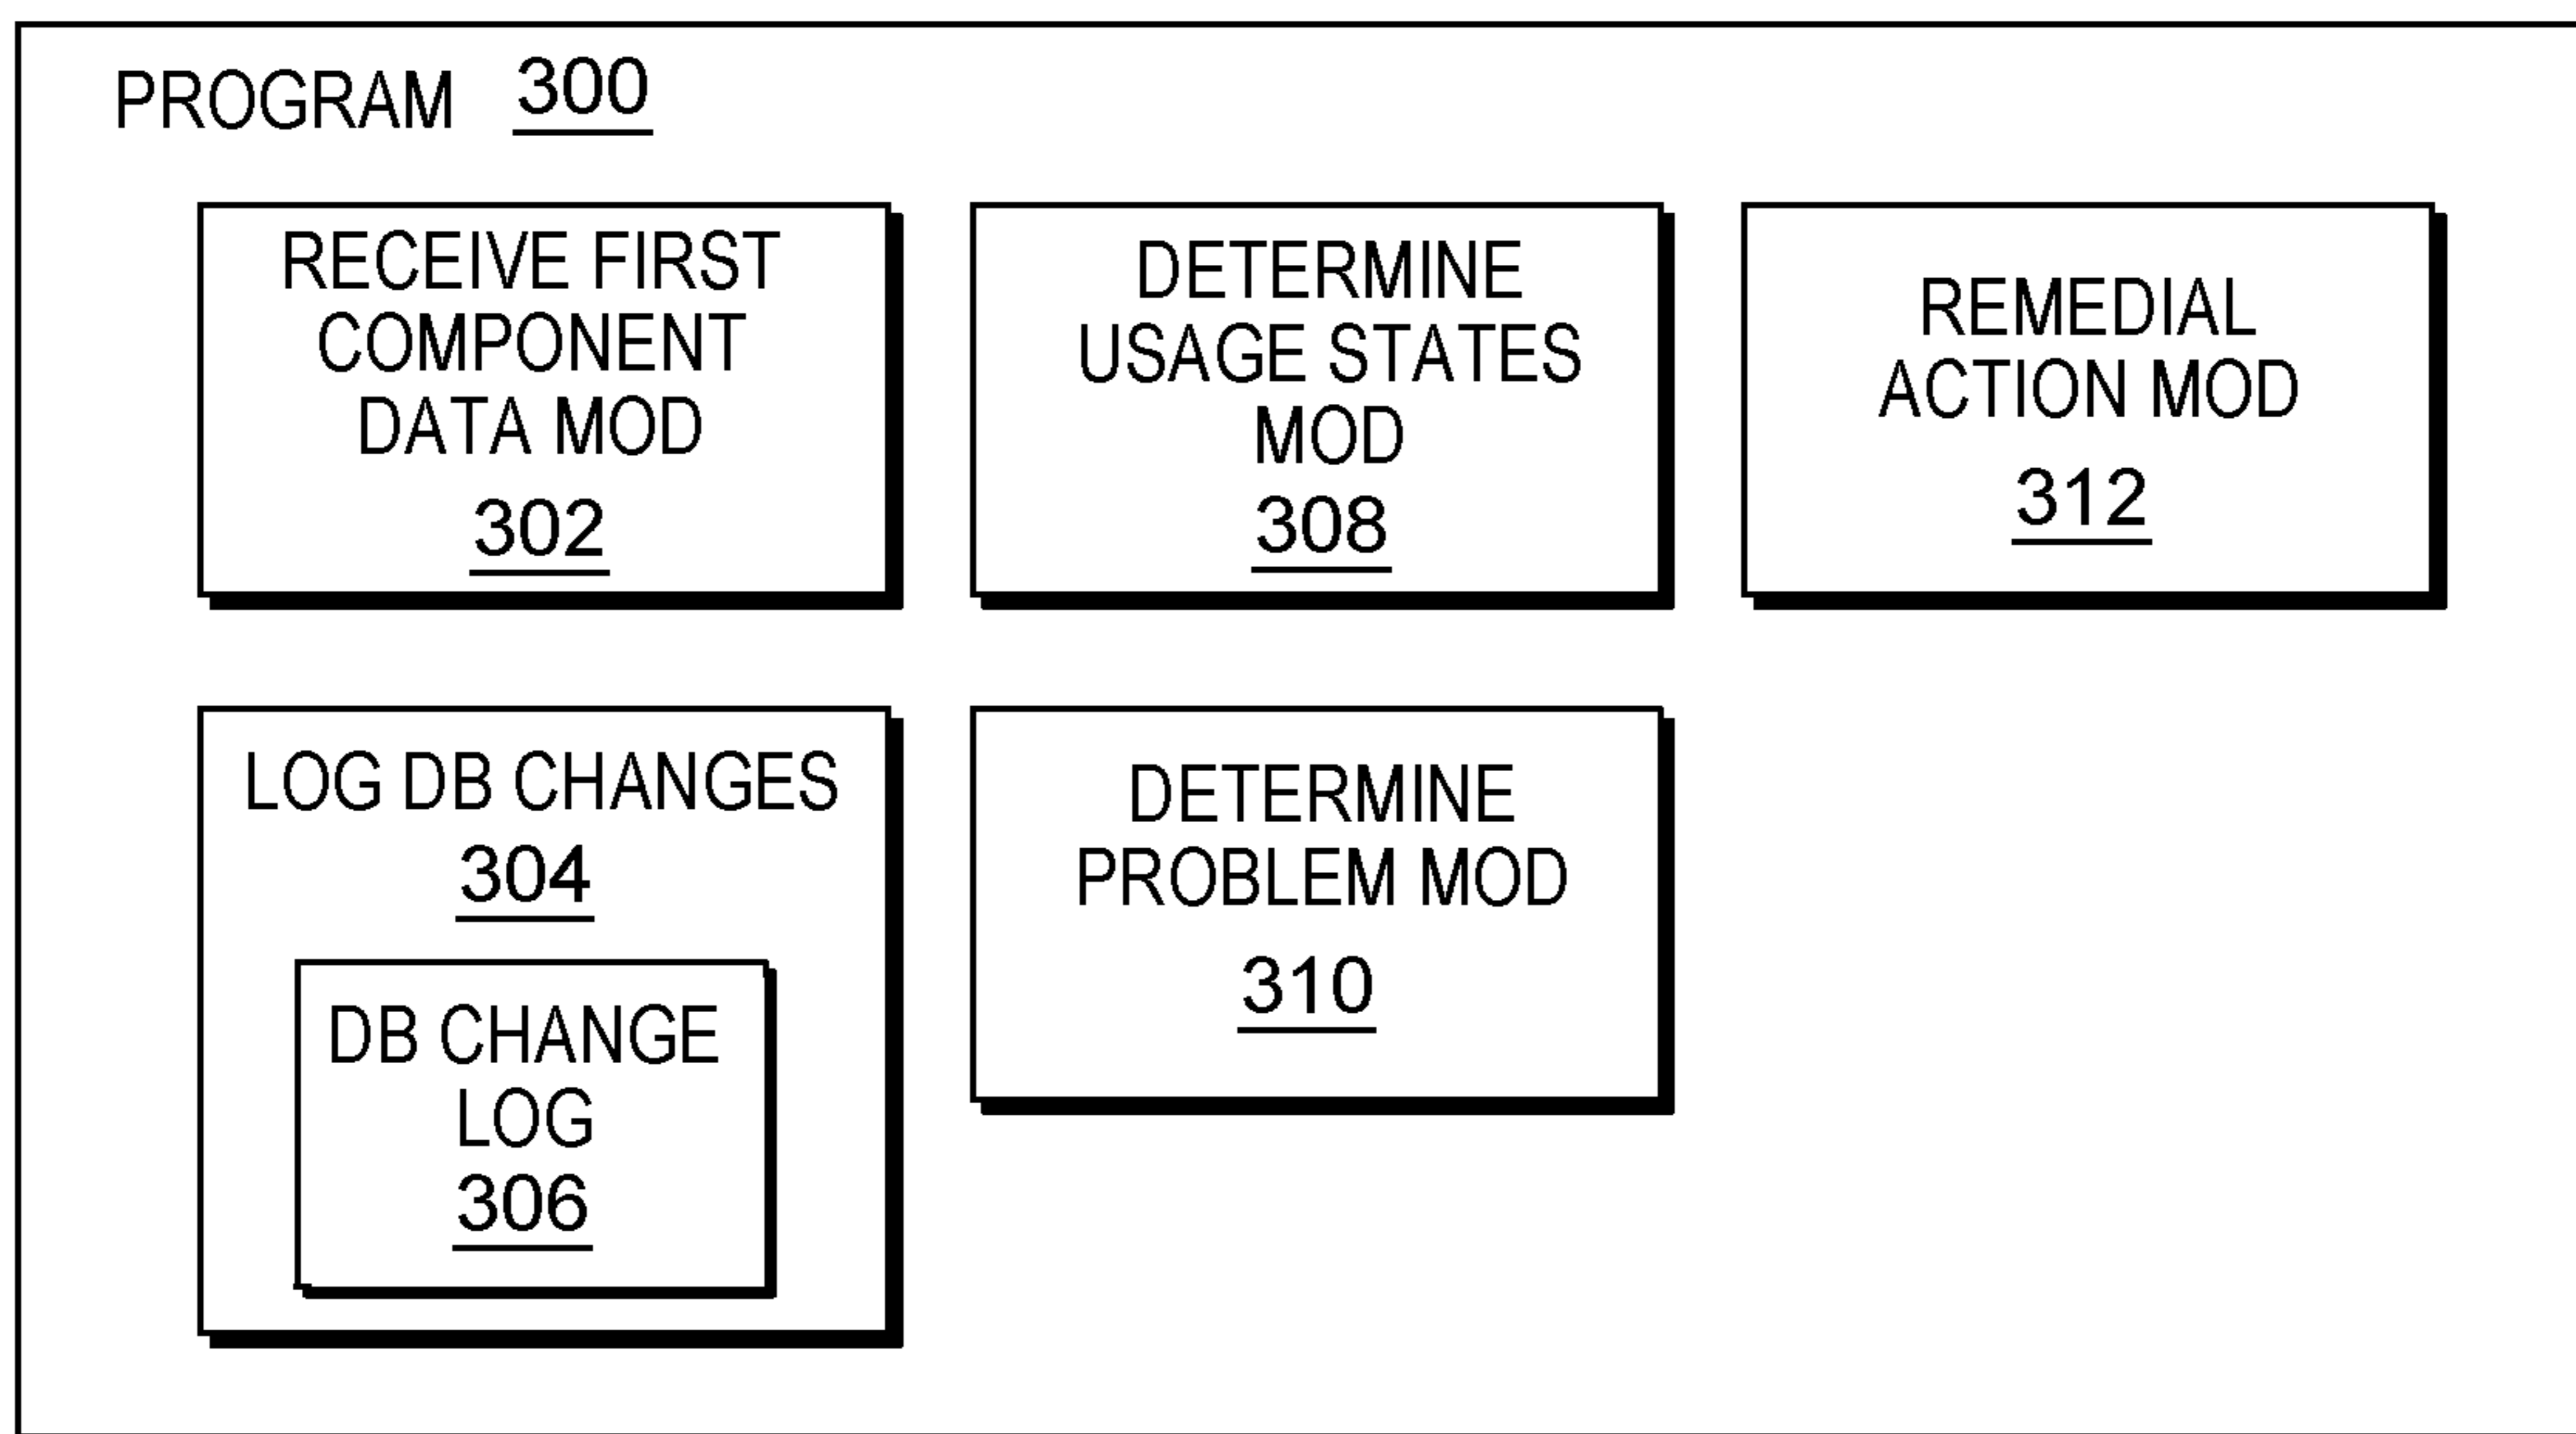 PROGRAM 300
RECEIVE FIRST
COMPONENT
DATA MOD
302
DETERMINE
USAGE STATES
MOD
308
REMEDIAL
ACTION MOD
312
LOG DB CHANGES
304
DB CHANGE
LOG
306
DETERMINE
PROBLEM MOD
310